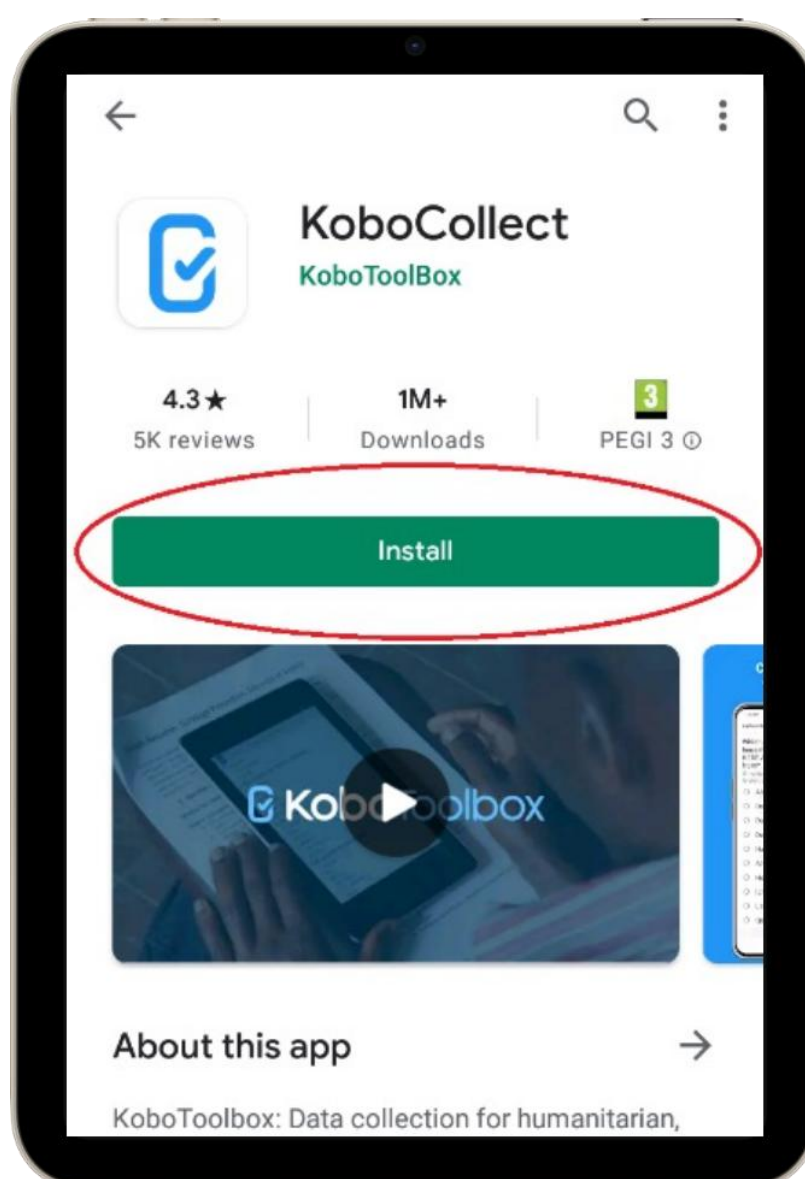 KoboCollect
KoboToolBox
4.3★
5K reviews
1M+
Downloads
3
PEGI 3
Install
KoboToolbox
About this app
KoboToolbox: Data collection for humanitarian,